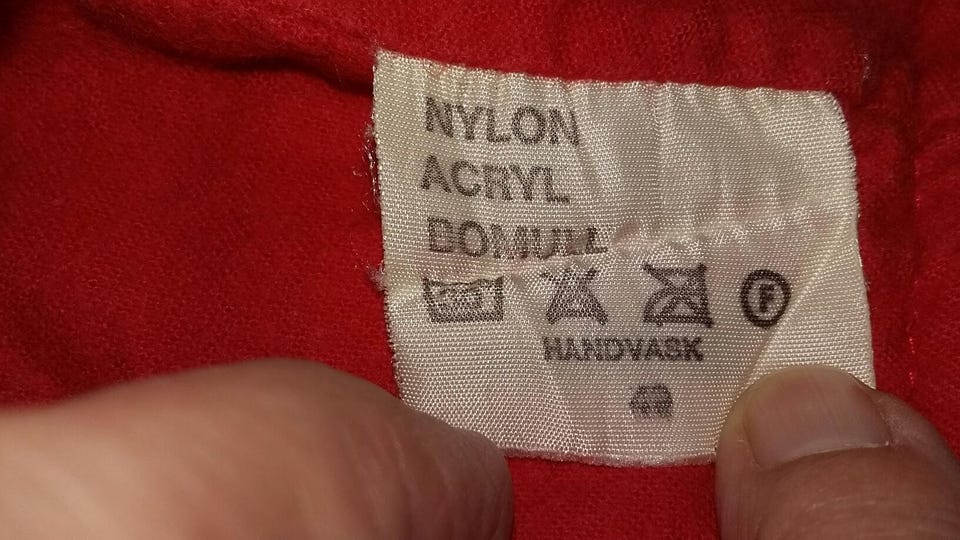 NYLON
ACRYL
BOMULL
F
HANDVASK